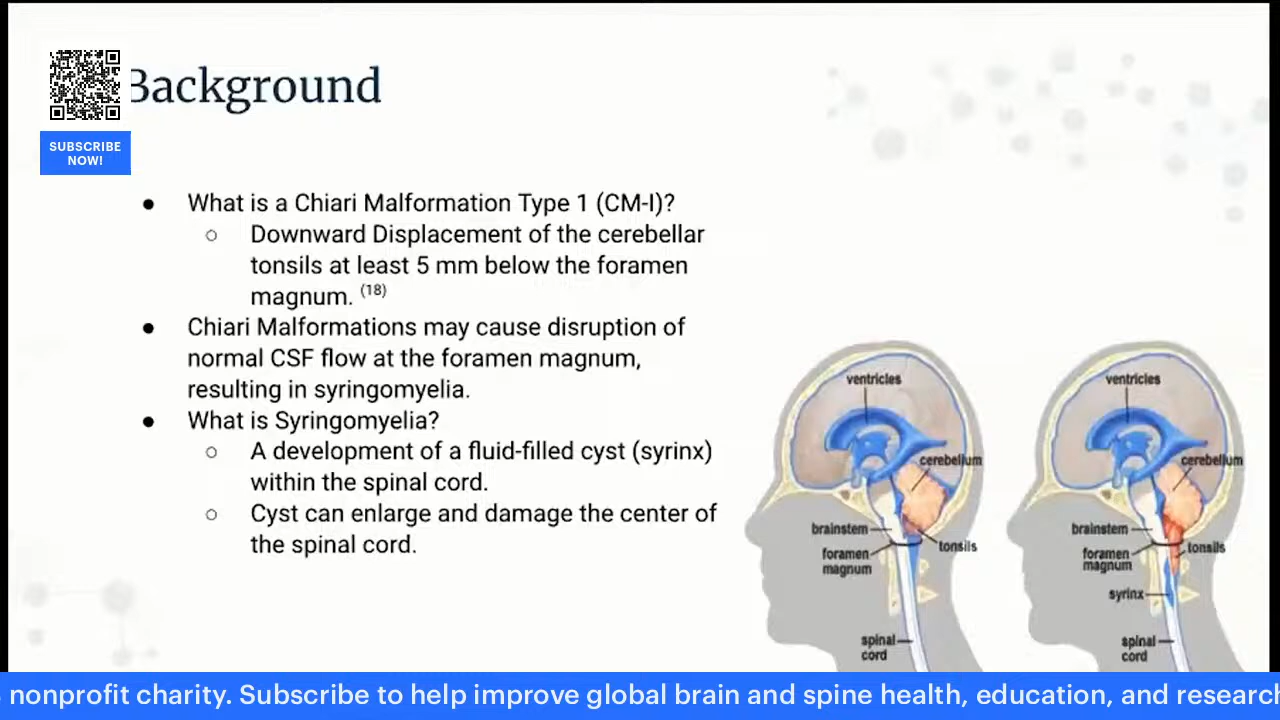 Background
SUBSCRIBE
NOW!
● What is a Chiari Malformation Type 1 (CM-I)?
○ Downward Displacement of the cerebellar
tonsils at least 5 mm below the foramen
magnum. (18)
● Chiari Malformations may cause disruption of
normal CSF flow at the foramen magnum,
resulting in syringomyelia.
● What is Syringomyelia?
○ A development of a fluid-filled cyst (syrinx)
within the spinal cord.
○ Cyst can enlarge and damage the center of
the spinal cord.
ventricles
cerebellum
brainstem
tonsils
foramen
magnum
spinal
cord
ventricles
cerebellum
brainstem
tonsils
foramen
magnum
syrinx
spinal
cord
nonprofit charity. Subscribe to help improve global brain and spine health, education, and research